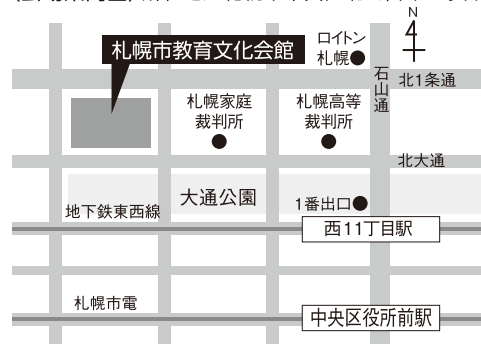 N
ロイトン
札幌
札幌市教育文化会館
石山通
北1条通
札幌家庭
裁判所
札幌高等
裁判所
北大通
大通公園
1番出口
地下鉄東西線
西11丁目駅
札幌市電
中央区役所前駅